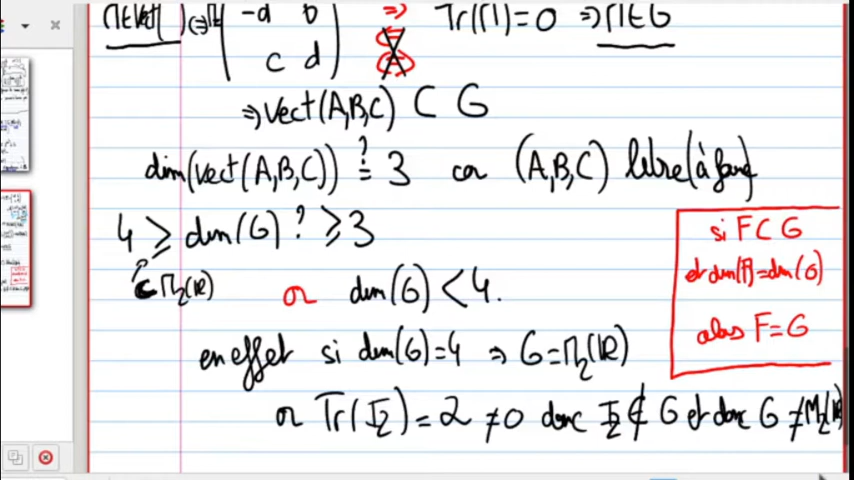 M∈Vect( ) ⇔ M ( -a b ⇒ Tr(M)=0 ⇒ M∈G
c d )
⇒ Vect(A,B,C) ⊂ G
dim(Vect(A,B,C)) ?= 3 car (A,B,C) libre (à faire)
4 ≥ dim(G) ? ≥ 3
⊂ M₂(ℝ) or dim(G) < 4.
en effet si dim(G)=4 ⇒ G=M₂(ℝ)
or Tr(I₂) = 2 ≠ 0 donc I₂ ∉ G et donc G ≠ M₂(ℝ)
si F ⊂ G
et dim(F)=dim(G)
alors F=G